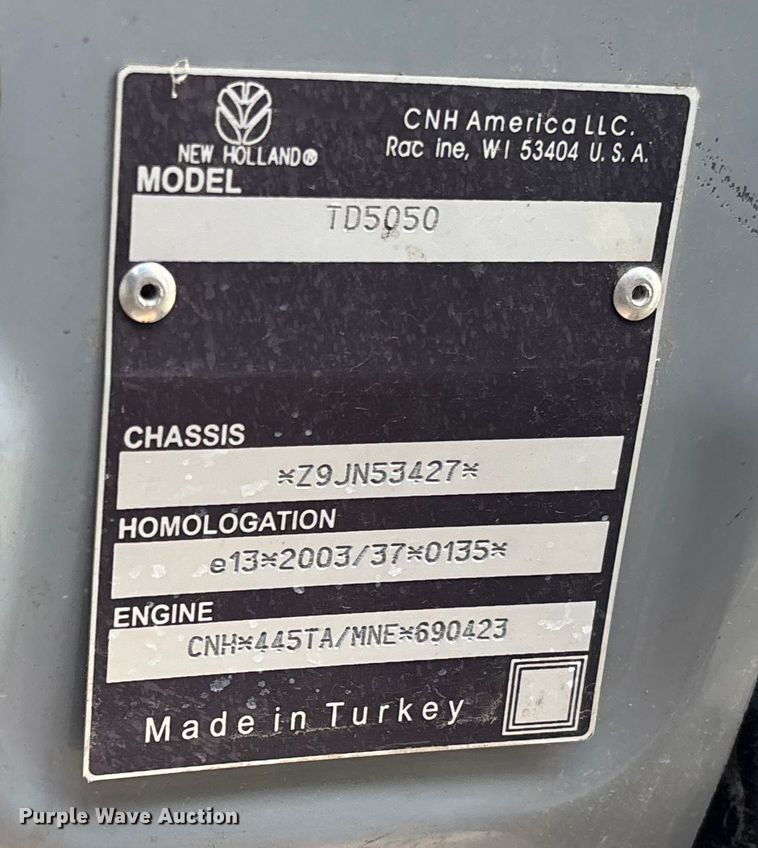 NEW HOLLAND®
CNH America LLC.
Rac ine, WI 53404 U.S.A.
MODEL
TD5050
CHASSIS
*Z9JN53427*
HOMOLOGATION
e13*2003/37*0135*
ENGINE
CNH*445TA/MNE*690423
Made in Turkey
Purple Wave Auction